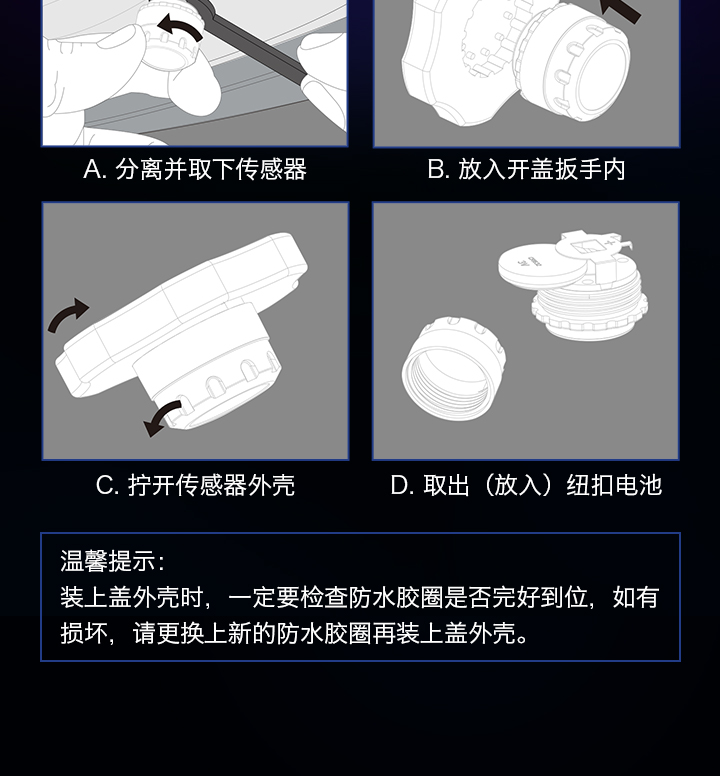 A. 分离并取下传感器
B. 放入开盖扳手内
C. 拧开传感器外壳
D. 取出（放入）纽扣电池
温馨提示：
装上盖外壳时，一定要检查防水胶圈是否完好到位，如有
损坏，请更换上新的防水胶圈再装上盖外壳。